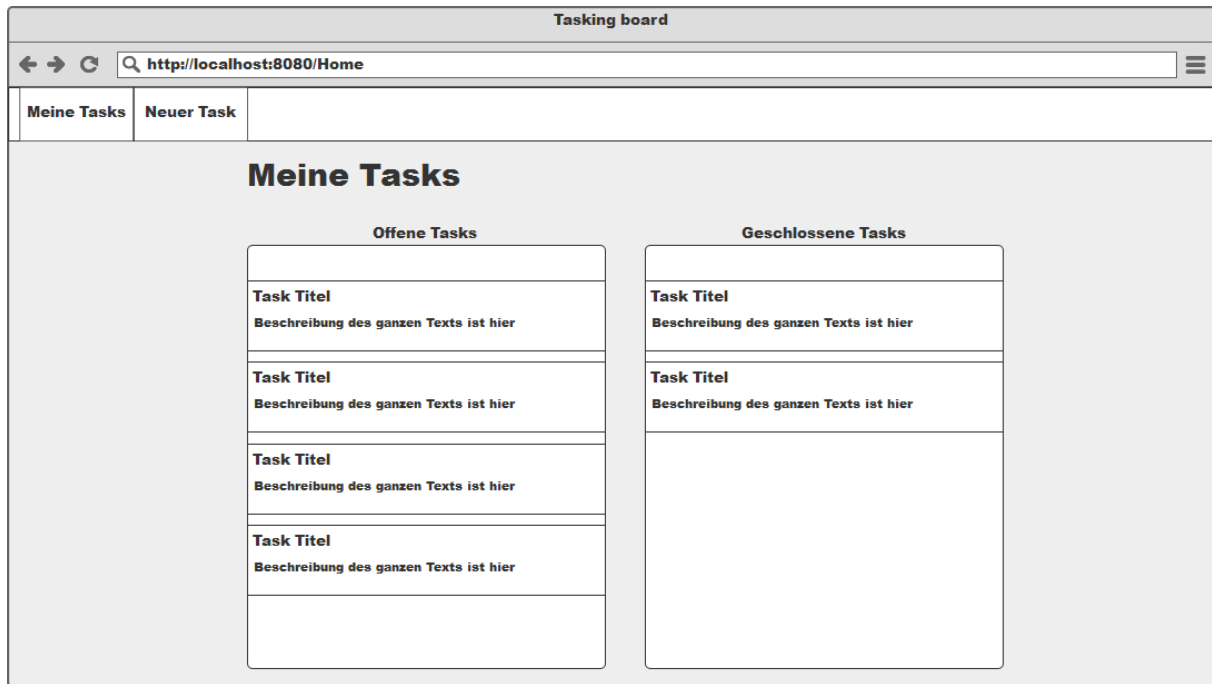 Tasking board
http://localhost:8080/Home
Meine Tasks
Neuer Task
Meine Tasks
Offene Tasks
Task Titel
Beschreibung des ganzen Texts ist hier
Task Titel
Beschreibung des ganzen Texts ist hier
Task Titel
Beschreibung des ganzen Texts ist hier
Task Titel
Beschreibung des ganzen Texts ist hier
Geschlossene Tasks
Task Titel
Beschreibung des ganzen Texts ist hier
Task Titel
Beschreibung des ganzen Texts ist hier